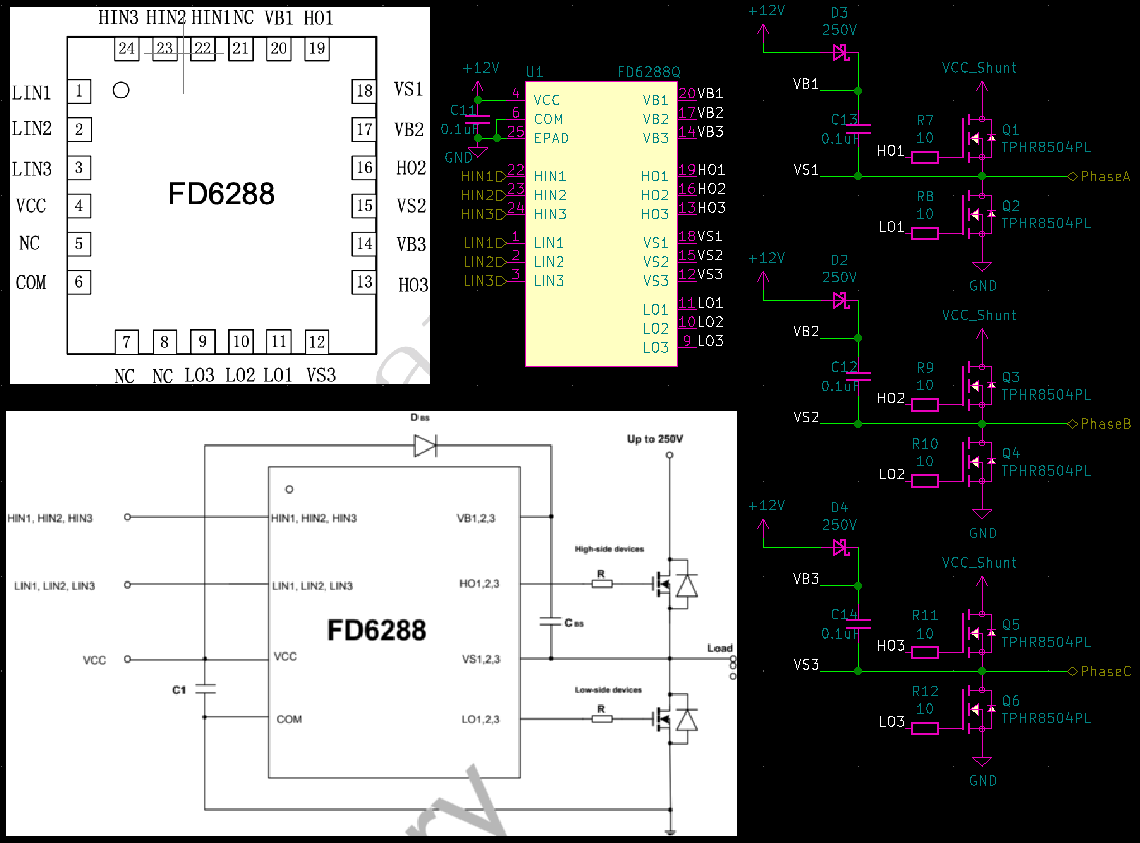 HIN3 HIN2 HIN1 NC VB1 HO1
24 23 22 21 20 19
LIN1 1 18 VS1
LIN2 2 17 VB2
LIN3 3 16 HO2
FD6288
VCC 4 15 VS2
NC 5 14 VB3
COM 6 13 HO3
7 8 9 10 11 12
NC NC LO3 LO2 LO1 VS3
+12V
U1 FD6288Q
C11
0.1uF
GND
4 VCC VB1 20 VB1
6 COM VB2 17 VB2
25 EPAD VB3 14 VB3
HIN1 22 HIN1 HO1 19 HO1
HIN2 23 HIN2 HO2 16 HO2
HIN3 24 HIN3 HO3 13 HO3
LIN1 1 LIN1 VS1 18 VS1
LIN2 2 LIN2 VS2 15 VS2
LIN3 3 LIN3 VS3 12 VS3
LO1 11 LO1
LO2 10 LO2
LO3 9 LO3
+12V D3
250V
VCC_Shunt
VB1
C13
0.1uF
R7
10
HO1
Q1
TPHR8504PL
VS1
PhaseA
R8
10
LO1
Q2
TPHR8504PL
GND
+12V D2
250V
VCC_Shunt
VB2
C12
0.1uF
R9
10
HO2
Q3
TPHR8504PL
VS2
PhaseB
R10
10
LO2
Q4
TPHR8504PL
GND
+12V D4
250V
VCC_Shunt
VB3
C14
0.1uF
R11
10
HO3
Q5
TPHR8504PL
VS3
PhaseC
R12
10
LO3
Q6
TPHR8504PL
GND
DBS
Up to 250V
HIN1, HIN2, HIN3 HIN1, HIN2, HIN3 VB1,2,3
High-side devices
LIN1, LIN2, LIN3 LIN1, LIN2, LIN3 HO1,2,3 R
FD6288 CBS
VCC VCC VS1,2,3 Load
Low-side devices
C1 COM LO1,2,3 R